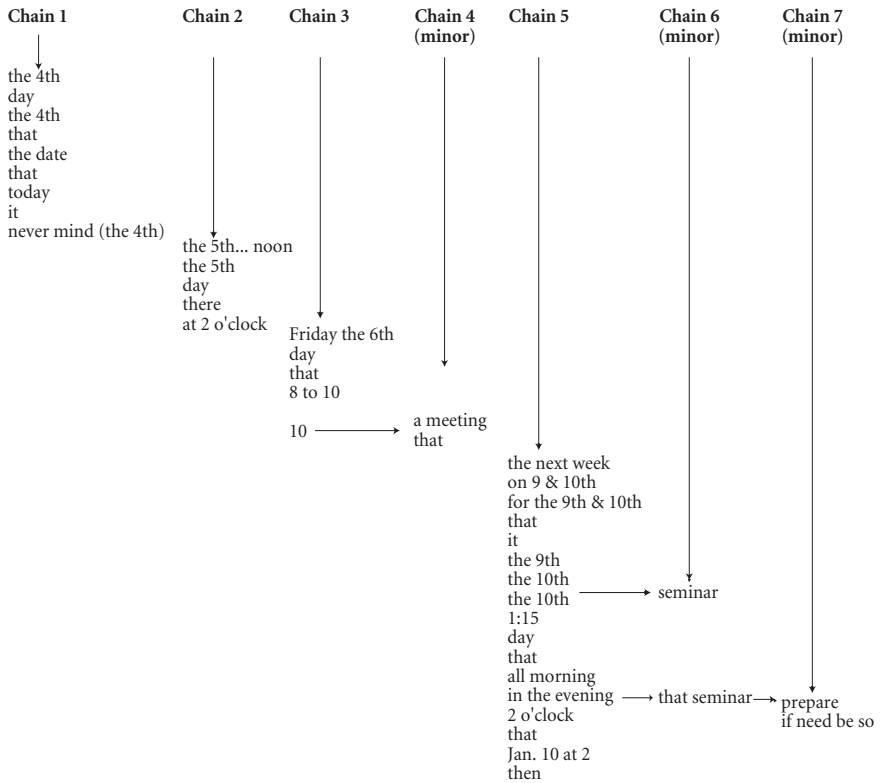 Chain 1
Chain 2
Chain 3
Chain 4
(minor)
Chain 5
Chain 6
(minor)
Chain 7
(minor)
the 4th
day
the 4th
that
the date
that
today
it
never mind (the 4th)
the 5th... noon
the 5th
day
there
at 2 o'clock
Friday the 6th
day
that
8 to 10
10
a meeting
that
the next week
on 9 & 10th
for the 9th & 10th
that
it
the 9th
the 10th
the 10th
1:15
day
that
all morning
in the evening
2 o'clock
that
Jan. 10 at 2
then
seminar
that seminar
prepare
if need be so